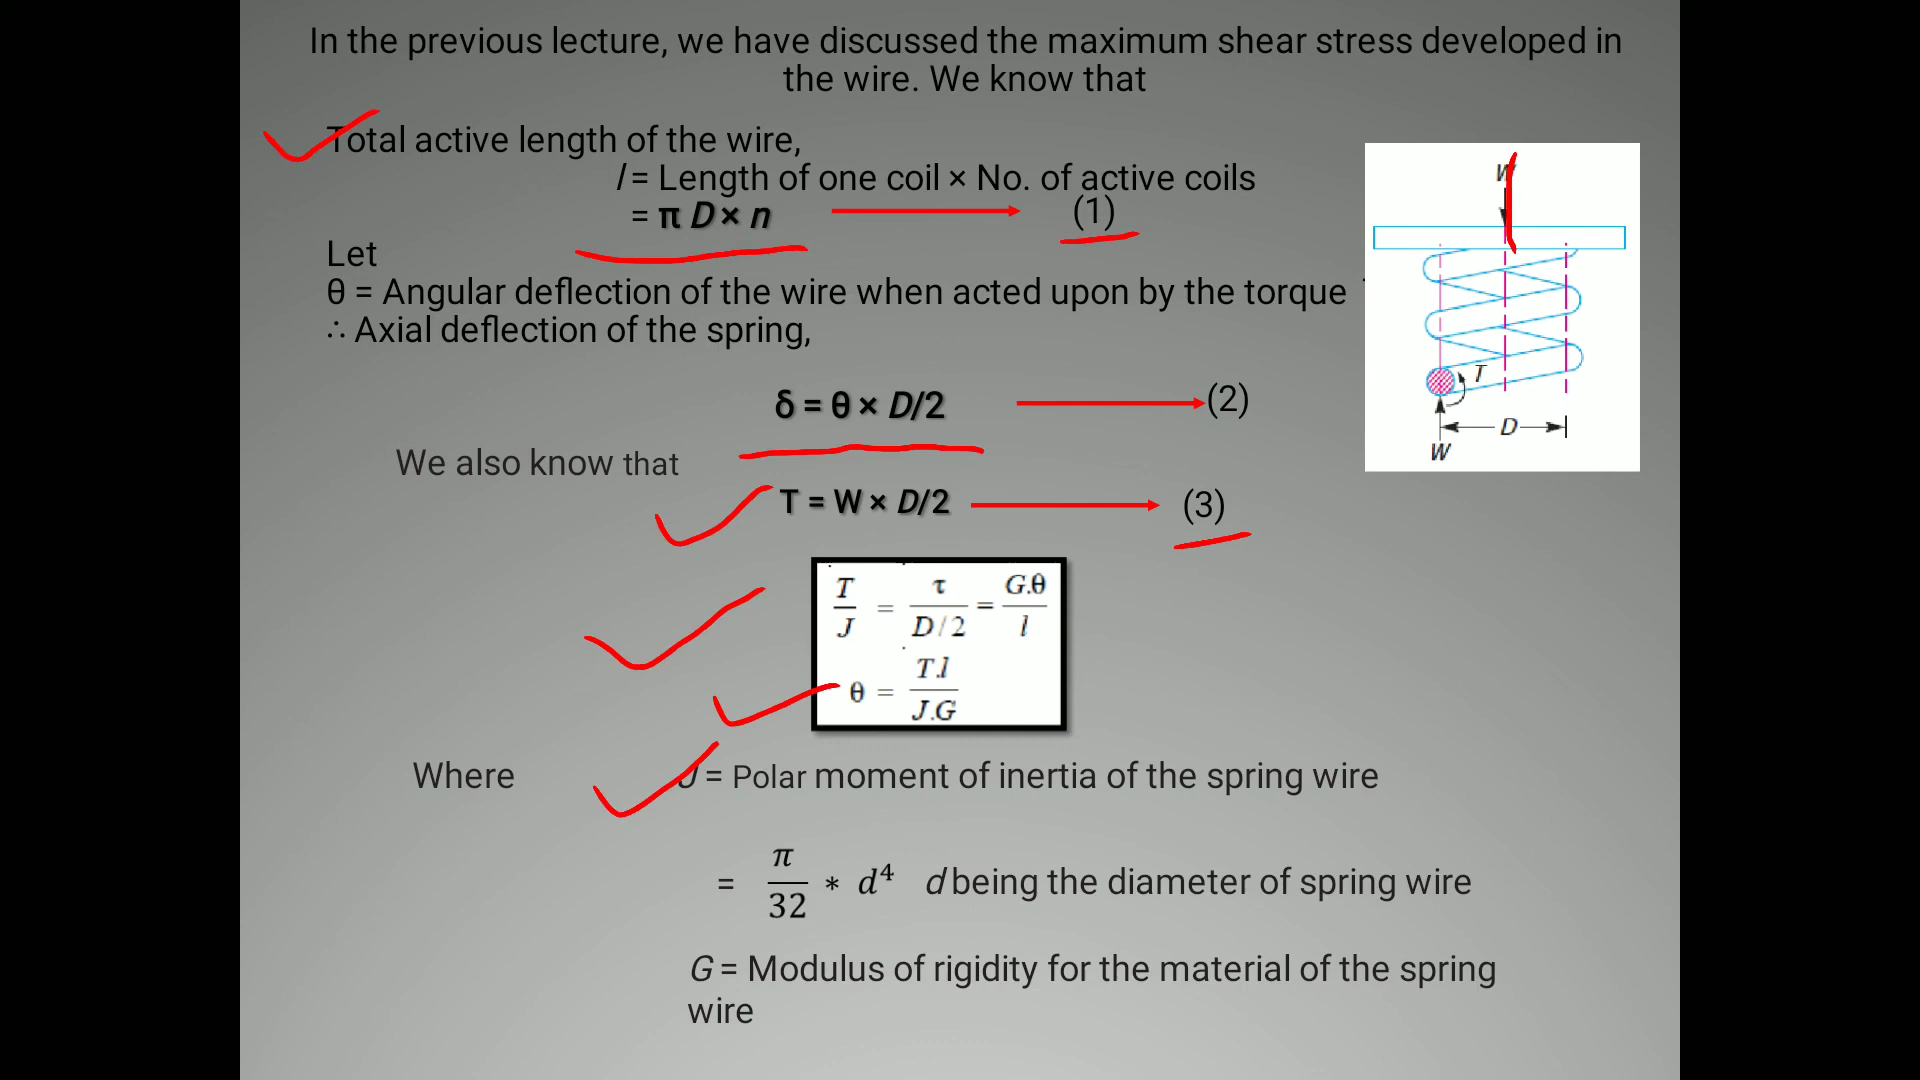 In the previous lecture, we have discussed the maximum shear stress developed in
the wire. We know that
Total active length of the wire,
l = Length of one coil × No. of active coils
= π D × n (1)
Let
θ = Angular deflection of the wire when acted upon by the torque
∴ Axial deflection of the spring,
δ = θ × D/2 (2)
We also know that
T = W × D/2 (3)
T/J = τ/(D/2) = G.θ/l
θ = T.l/J.G
Where J = Polar moment of inertia of the spring wire
= π/32 * d⁴ d being the diameter of spring wire
G = Modulus of rigidity for the material of the spring
wire
W
T
D
W